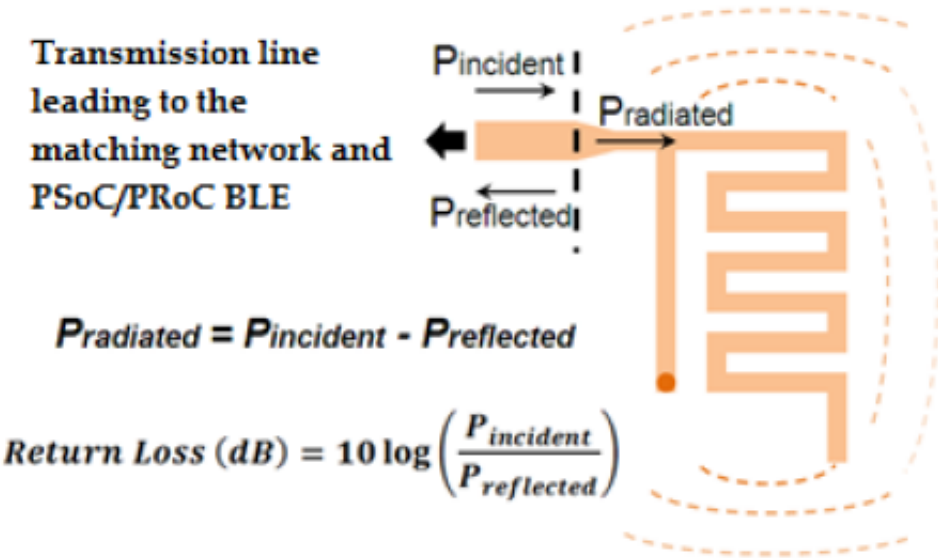 Transmission line
leading to the
matching network and
PSoC/PRoC BLE
Pincident
Pradiated
Preflected
Pradiated = Pincident - Preflected
Return Loss (dB) = 10 log (Pincident / Preflected)